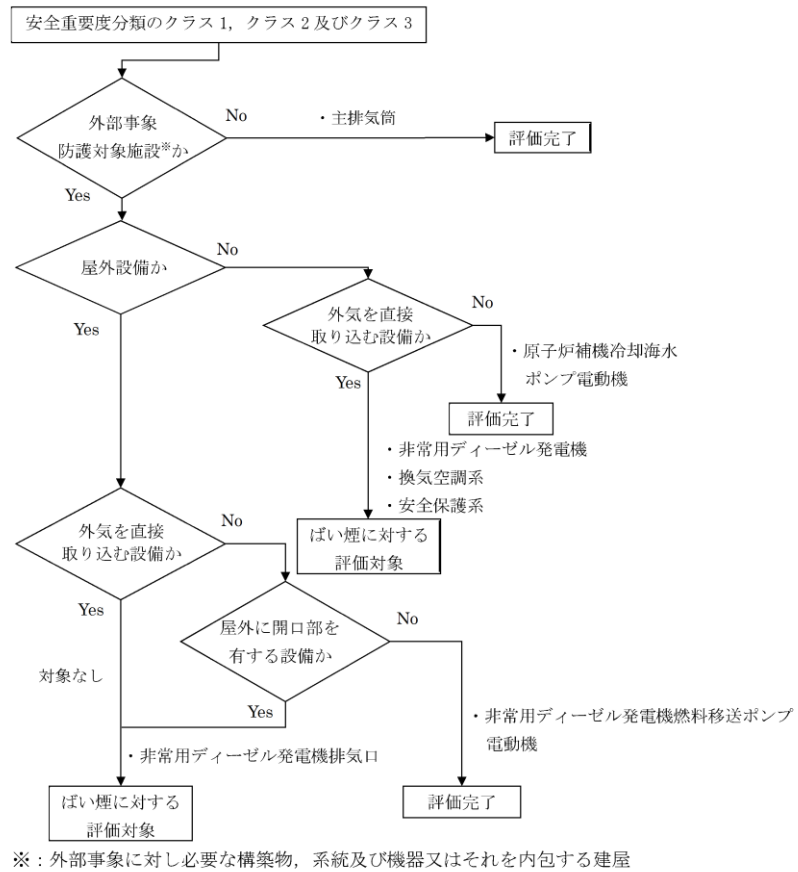 安全重要度分類のクラス1，クラス2及びクラス3
外部事象
防護対象施設※か
No
・主排気筒
評価完了
Yes
屋外設備か
No
Yes
外気を直接
取り込む設備か
No
・原子炉補機冷却海水
ポンプ電動機
評価完了
Yes
・非常用ディーゼル発電機
・換気空調系
・安全保護系
ばい煙に対する
評価対象
外気を直接
取り込む設備か
No
Yes
対象なし
屋外に開口部を
有する設備か
No
Yes
・非常用ディーゼル発電機燃料移送ポンプ
電動機
・非常用ディーゼル発電機排気口
ばい煙に対する
評価対象
評価完了
※：外部事象に対し必要な構築物，系統及び機器又はそれを内包する建屋